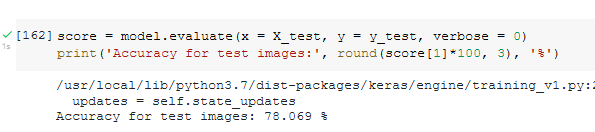 [162] score = model.evaluate(x = X_test, y = y_test, verbose = 0)
print('Accuracy for test images:', round(score[1]*100, 3), '%')
1s
/usr/local/lib/python3.7/dist-packages/keras/engine/training_v1.py:2
updates = self.state_updates
Accuracy for test images: 78.069 %